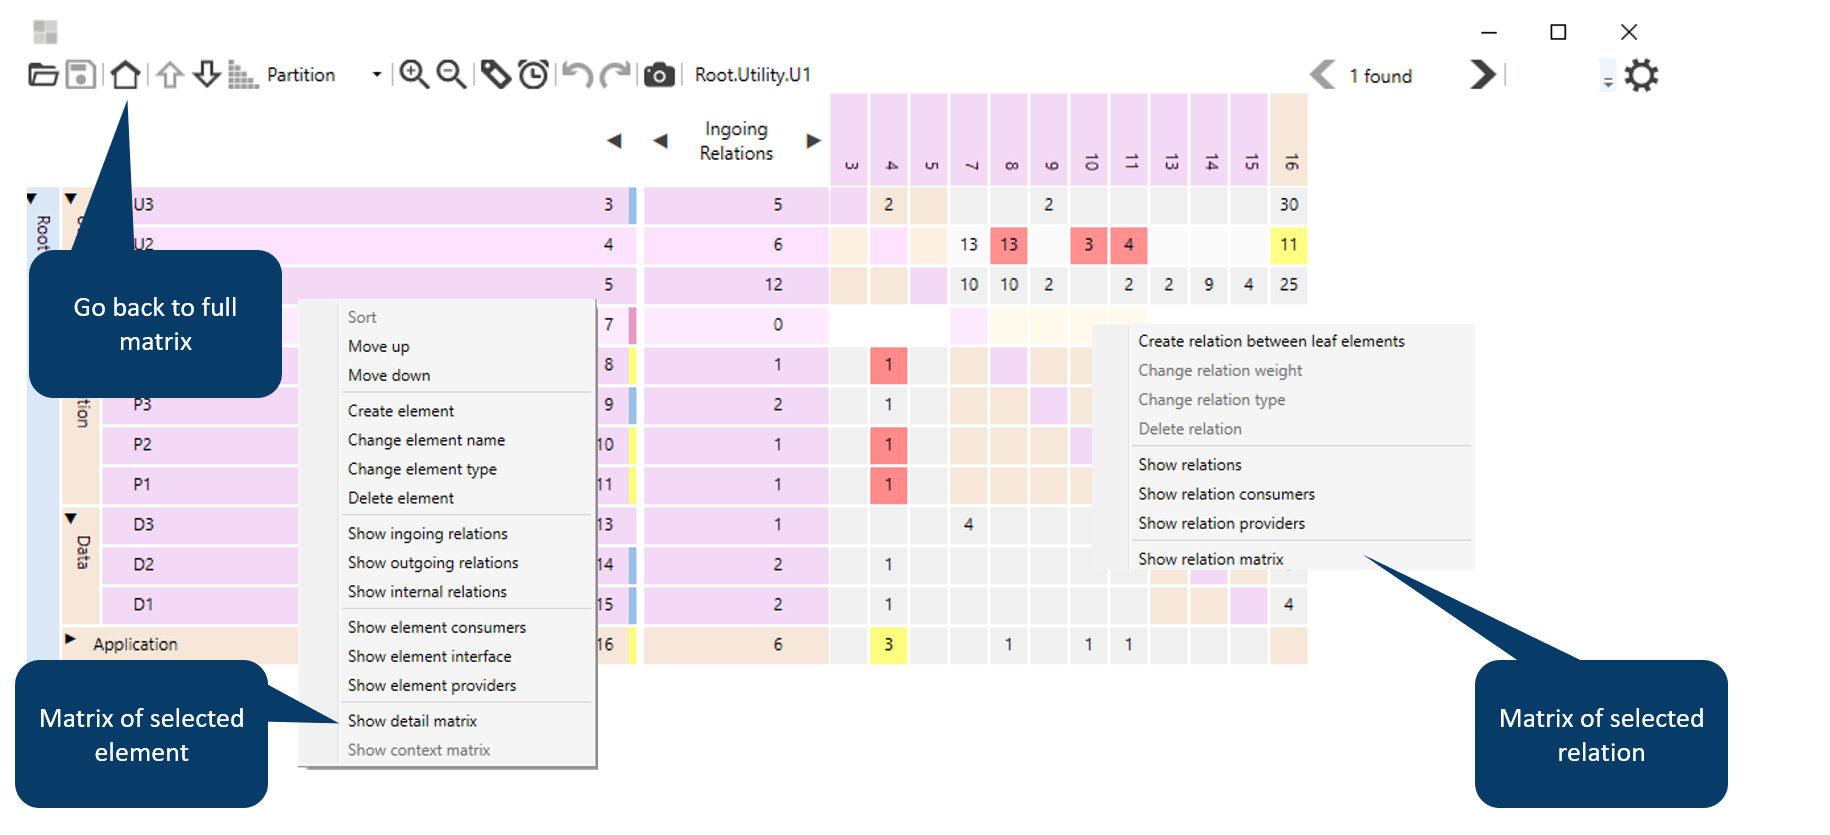 Partition
Root.Utility.U1
1 found
Ingoing
Relations
3 4 5 7 8 9 10 11 13 14 15 16
Root
U3 3 5 2 2 30
U2 4 6 13 13 3 4 11
5 12 10 10 2 2 2 9 4 25
7 0
8 1 1
tion
P3 9 2 1
P2 10 1 1
P1 11 1 1
Data
D3 13 1 4
D2 14 2 1
D1 15 2 1 4
Application 16 6 3 1 1 1
Go back to full
matrix
Sort
Move up
Move down
Create element
Change element name
Change element type
Delete element
Show ingoing relations
Show outgoing relations
Show internal relations
Show element consumers
Show element interface
Show element providers
Show detail matrix
Show context matrix
Create relation between leaf elements
Change relation weight
Change relation type
Delete relation
Show relations
Show relation consumers
Show relation providers
Show relation matrix
Matrix of selected
element
Matrix of selected
relation